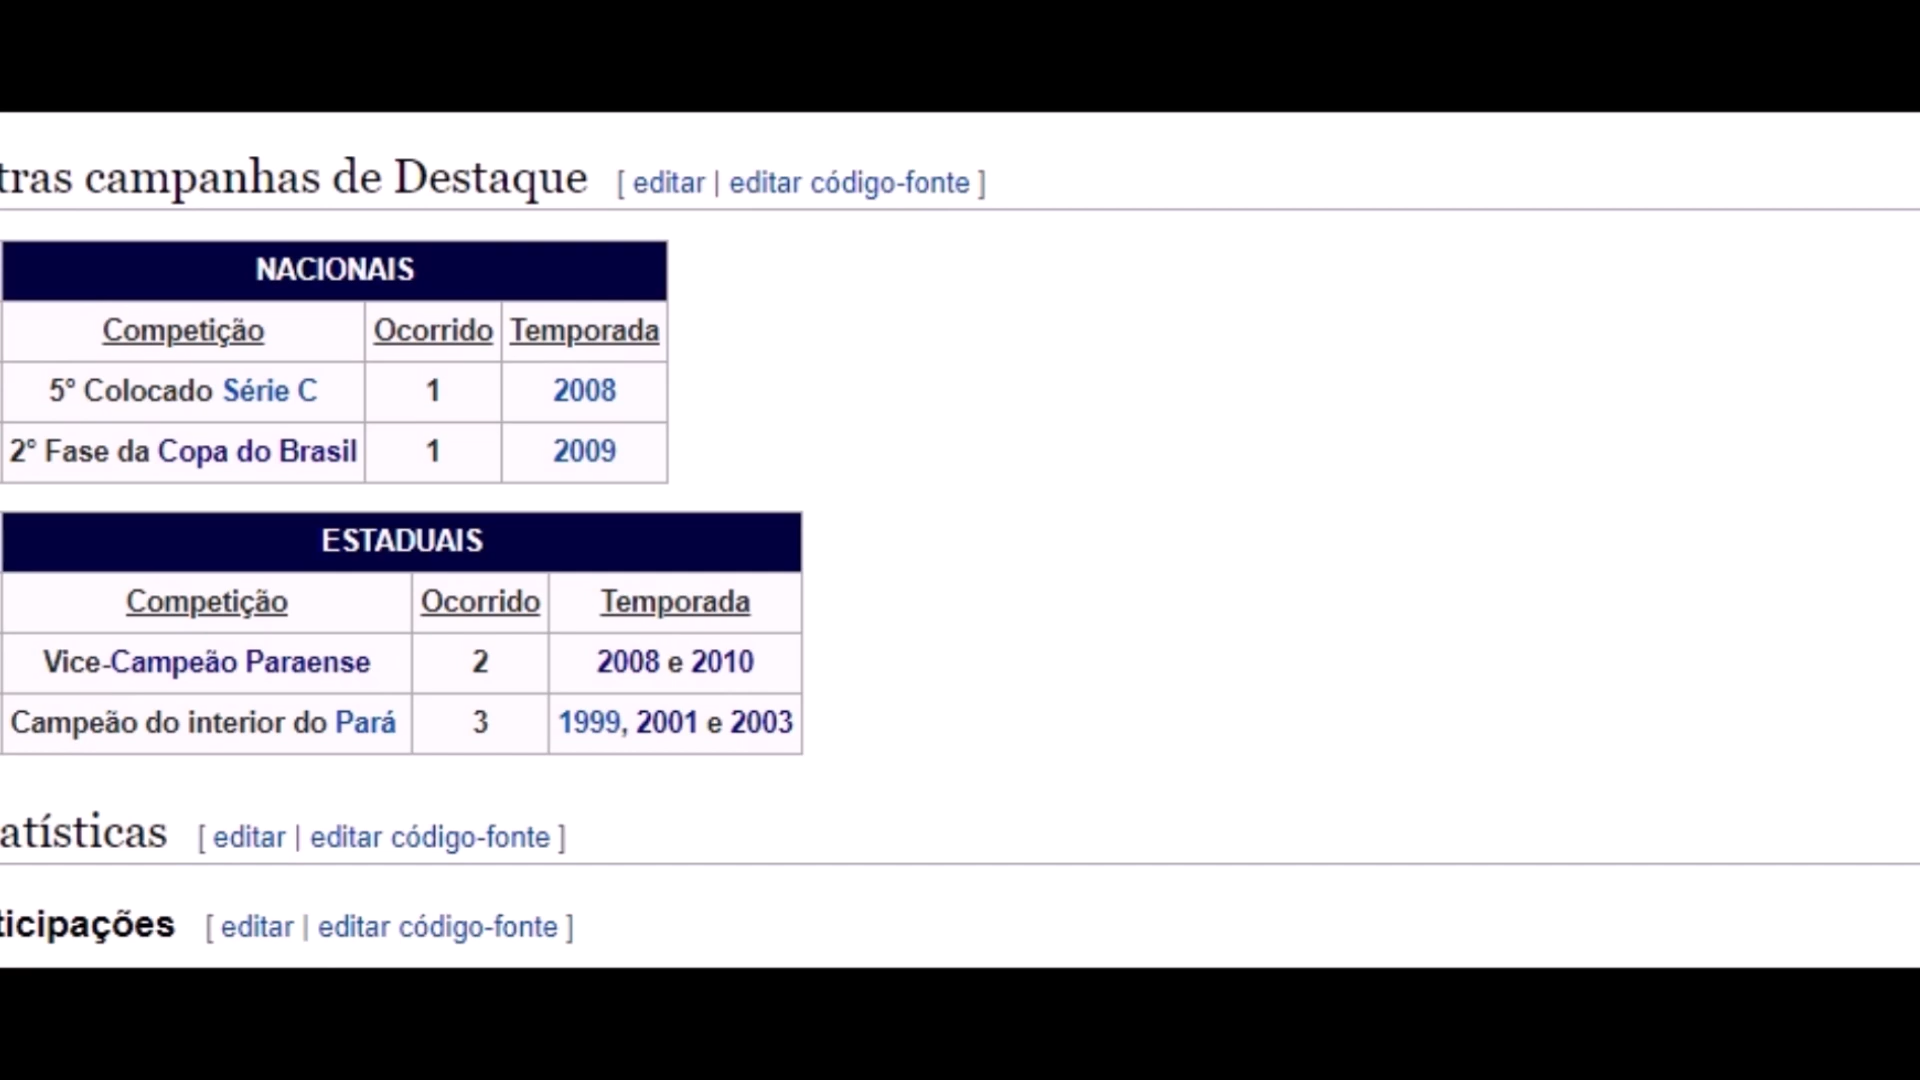 tras campanhas de Destaque [ editar | editar código-fonte ]
NACIONAIS
Competição Ocorrido Temporada
5° Colocado Série C 1 2008
2° Fase da Copa do Brasil 1 2009
ESTADUAIS
Competição Ocorrido Temporada
Vice-Campeão Paraense 2 2008 e 2010
Campeão do interior do Pará 3 1999, 2001 e 2003
atísticas [ editar | editar código-fonte ]
ticipações [ editar | editar código-fonte ]